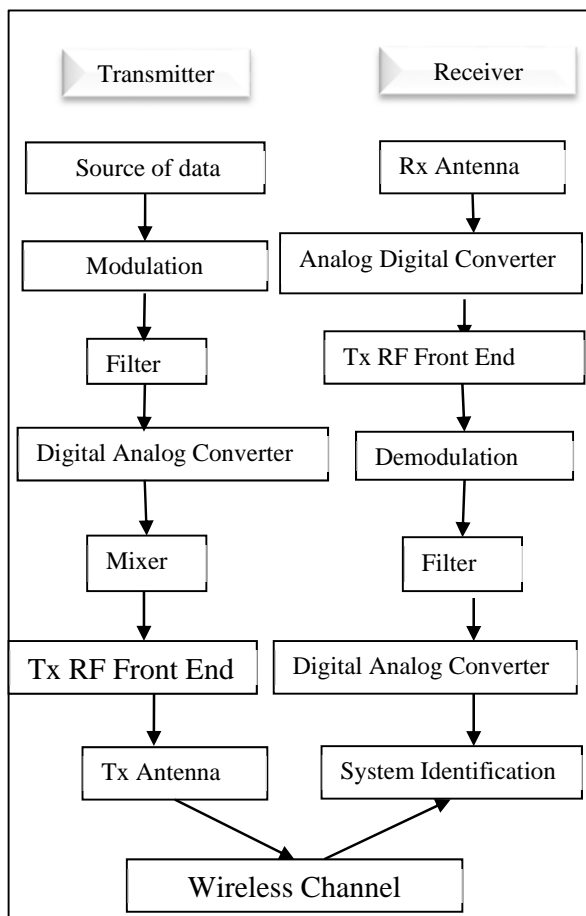 Transmitter
Source of data
Modulation
Filter
Digital Analog Converter
Mixer
Tx RF Front End
Tx Antenna
Receiver
Rx Antenna
Analog Digital Converter
Tx RF Front End
Demodulation
Filter
Digital Analog Converter
System Identification
Wireless Channel